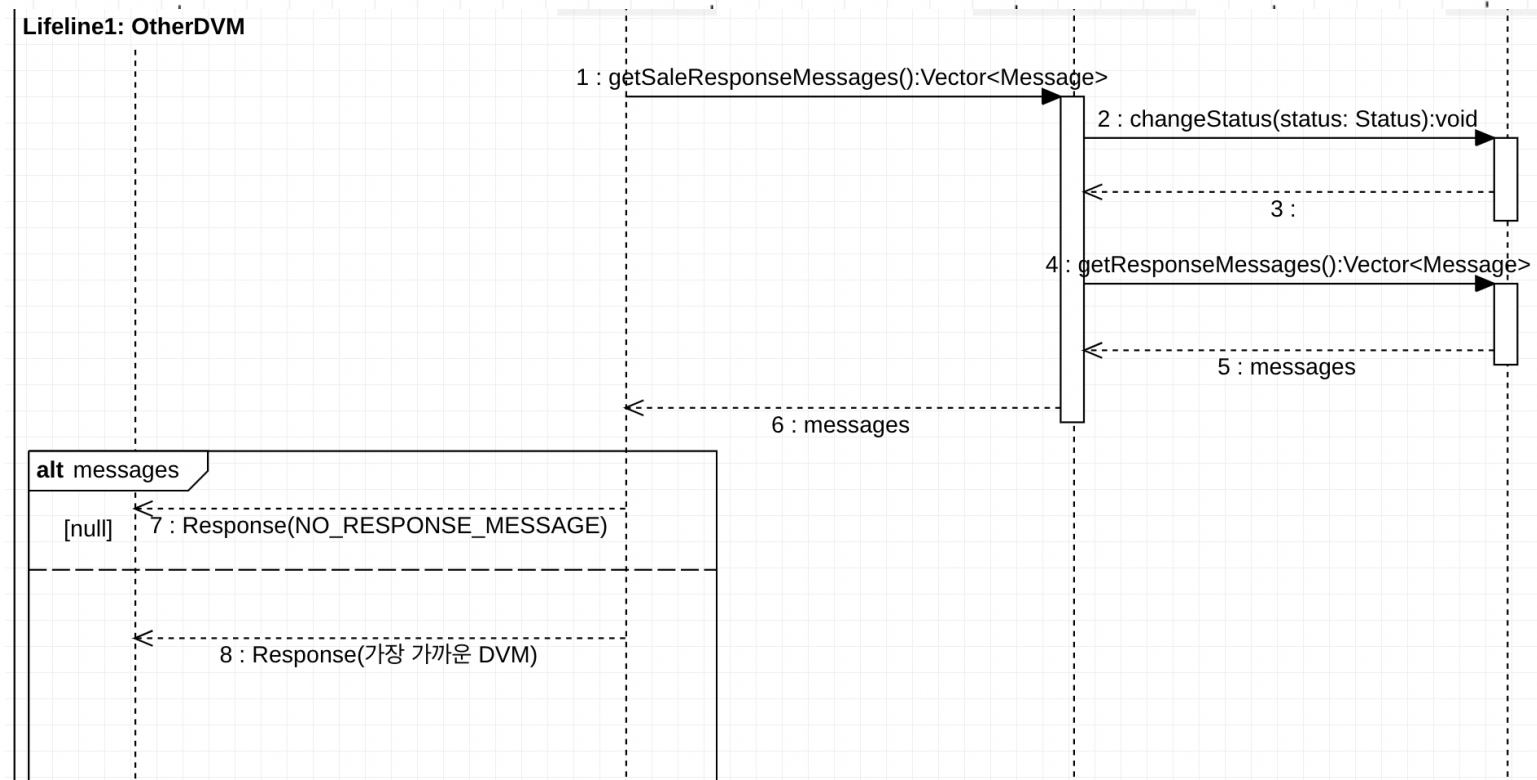 Lifeline1: OtherDVM
1 : getSaleResponseMessages():Vector<Message>
2 : changeStatus(status: Status):void
3 :
4 : getResponseMessages():Vector<Message>
5 : messages
6 : messages
alt messages
[null]
7 : Response(NO_RESPONSE_MESSAGE)
8 : Response(가장 가까운 DVM)